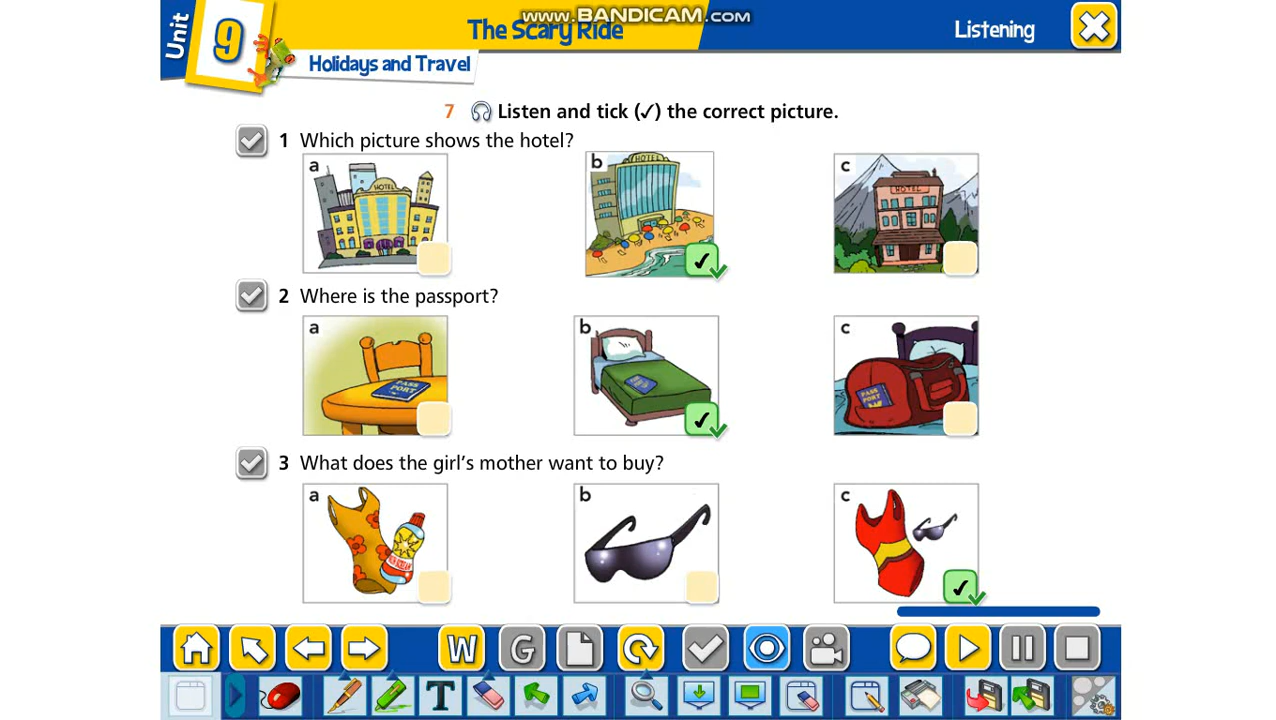 www.BANDICAM.com
Unit 9
The Scary Ride
Listening
Holidays and Travel
7 Listen and tick (✓) the correct picture.
1 Which picture shows the hotel?
a
HOTEL
b
HOTEL
c
HOTEL
2 Where is the passport?
a
PASS
PORT
b
c
PASS
PORT
3 What does the girl's mother want to buy?
a
b
c
W
G
T